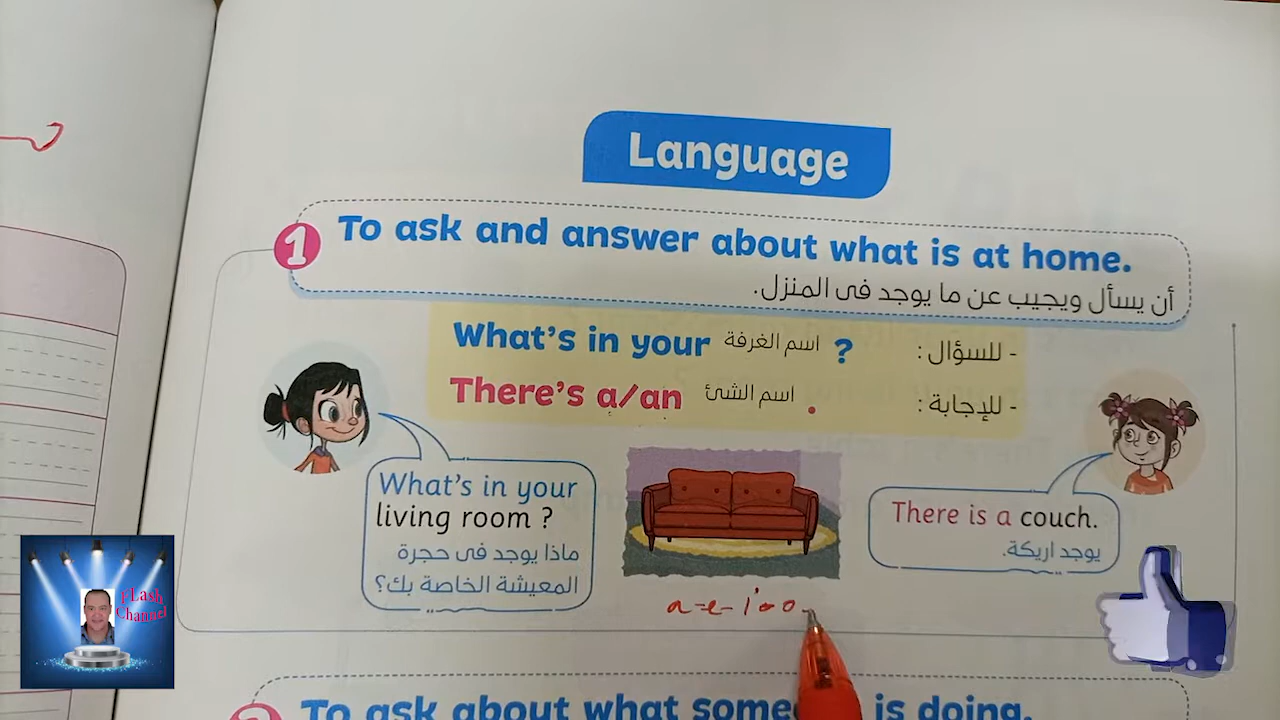 Language
1 To ask and answer about what is at home.
أن يسأل ويجيب عن ما يوجد فى المنزل.
What's in your اسم الغرفة ? - للسؤال :
There's a/an اسم الشئ . - للإجابة :
What's in your
living room ?
ماذا يوجد فى حجرة
المعيشة الخاصة بك؟
There is a couch.
يوجد اريكة.
a - e - i - o -
FLash
Channel
To ask about what some is doing.